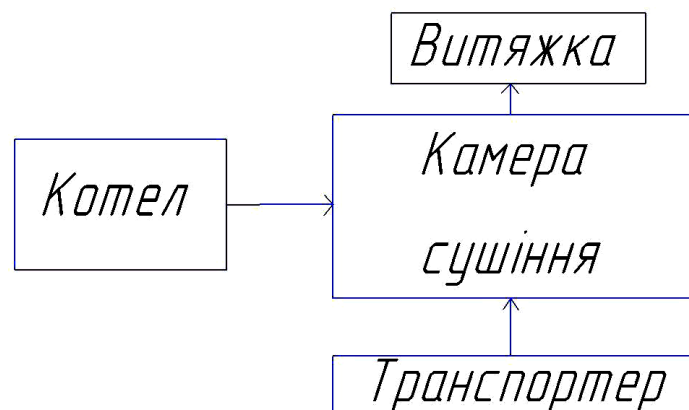 Витяжка
Котел
Камера
сушіння
Транспортер